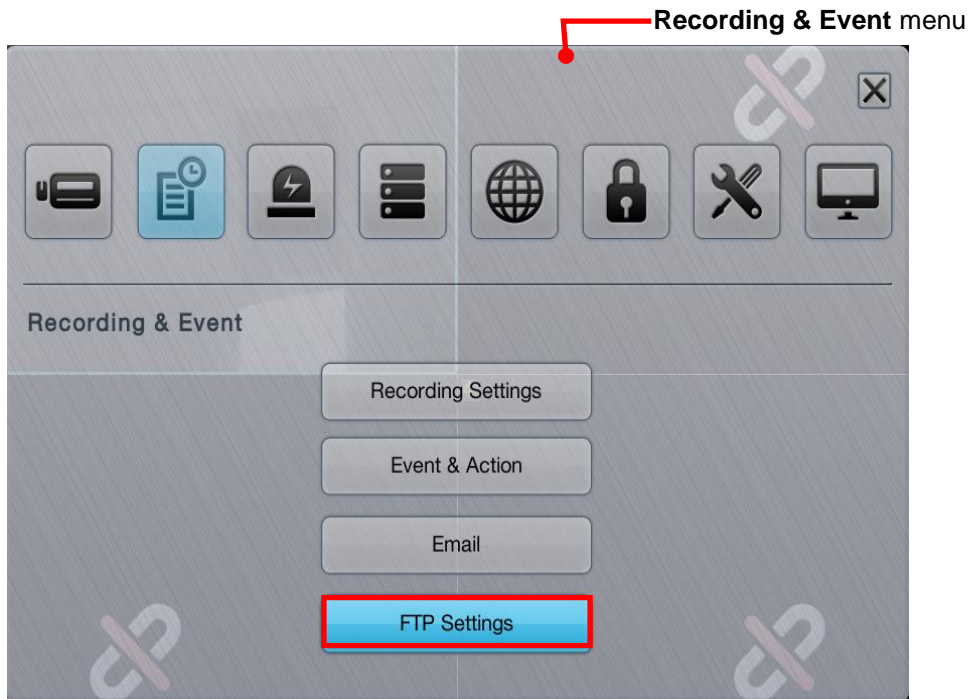 Recording & Event menu
Recording & Event
Recording Settings
Event & Action
Email
FTP Settings